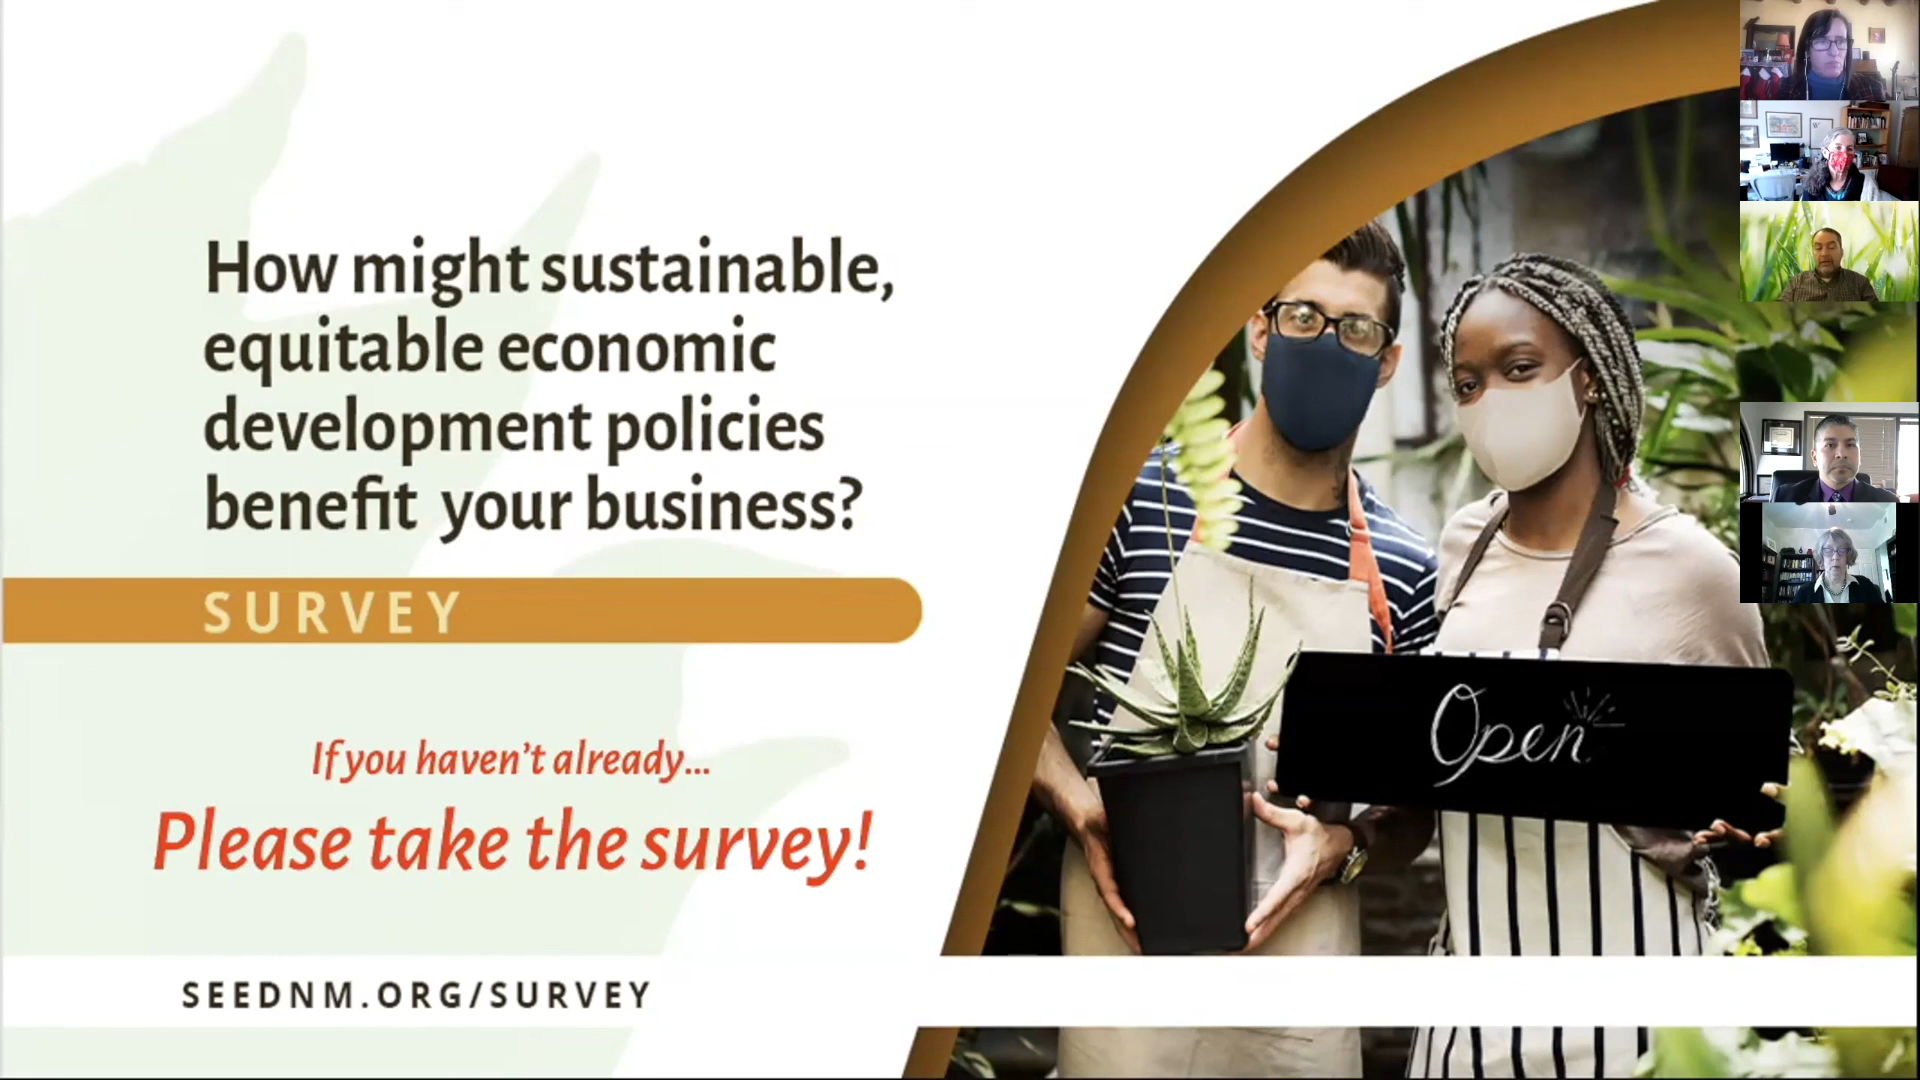 How might sustainable,
equitable economic
development policies
benefit your business?
SURVEY
If you haven't already...
Please take the survey!
SEEDNM.ORG/SURVEY
Open